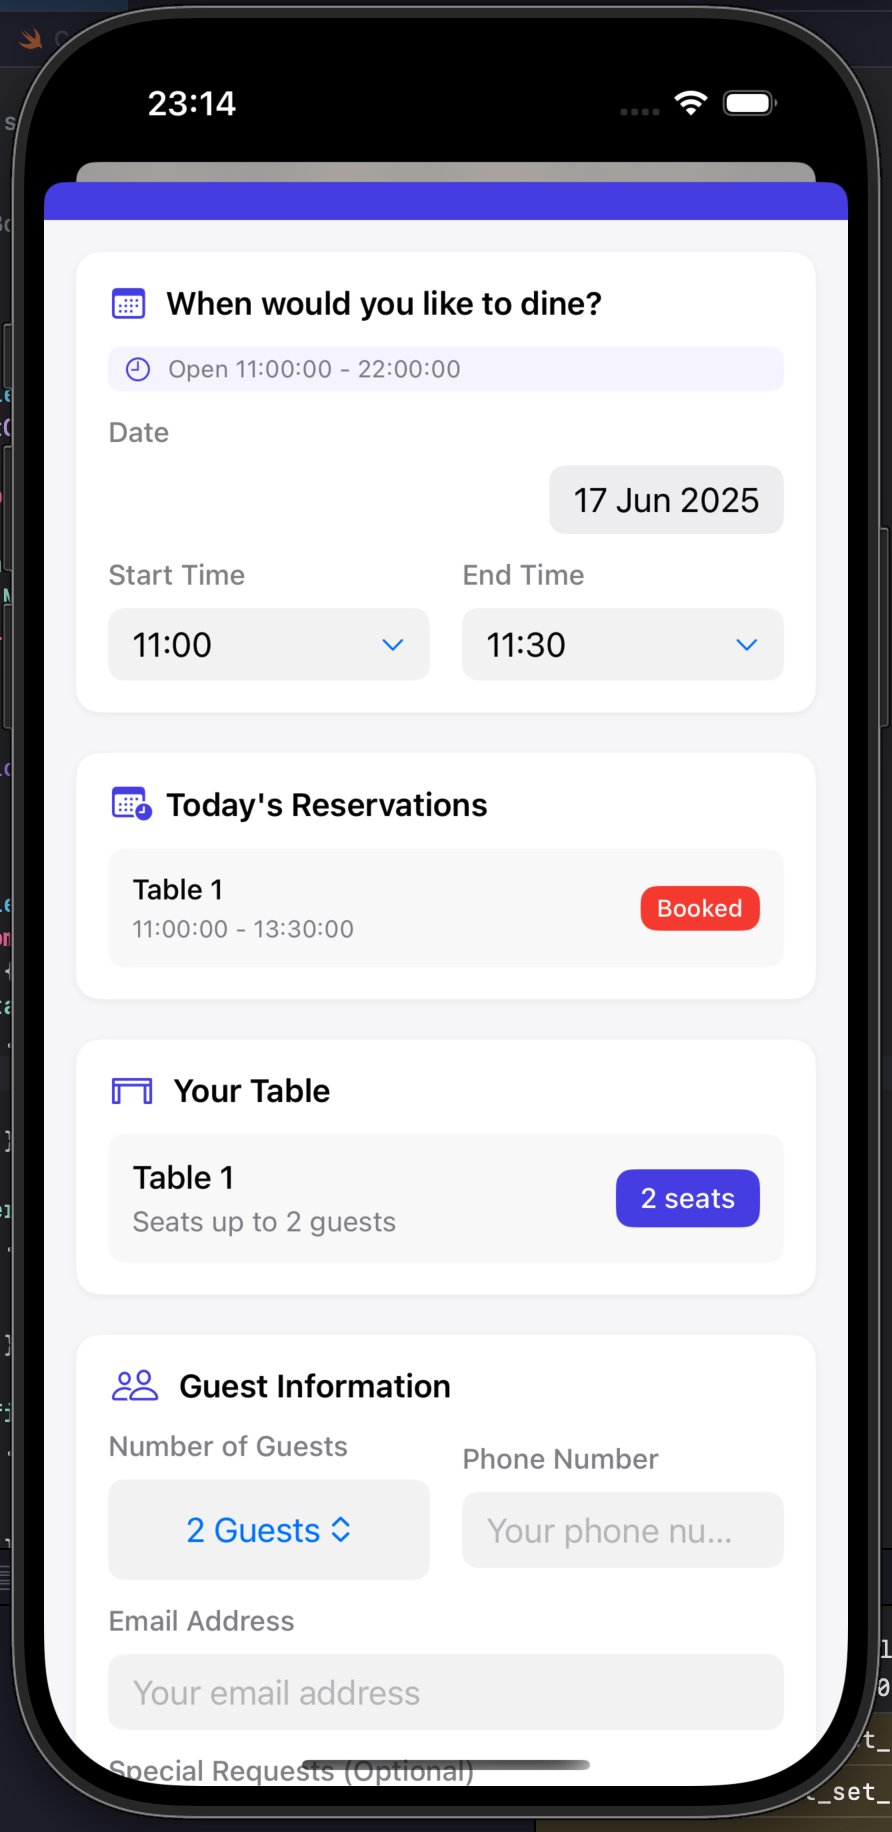 23:14
When would you like to dine?
Open 11:00:00 - 22:00:00
Date
17 Jun 2025
Start Time
End Time
11:00
11:30
Today's Reservations
Table 1
11:00:00 - 13:30:00
Booked
Your Table
Table 1
Seats up to 2 guests
2 seats
Guest Information
Number of Guests
Phone Number
2 Guests
Your phone nu...
Email Address
Your email address
Special Requests (Optional)
t_set_